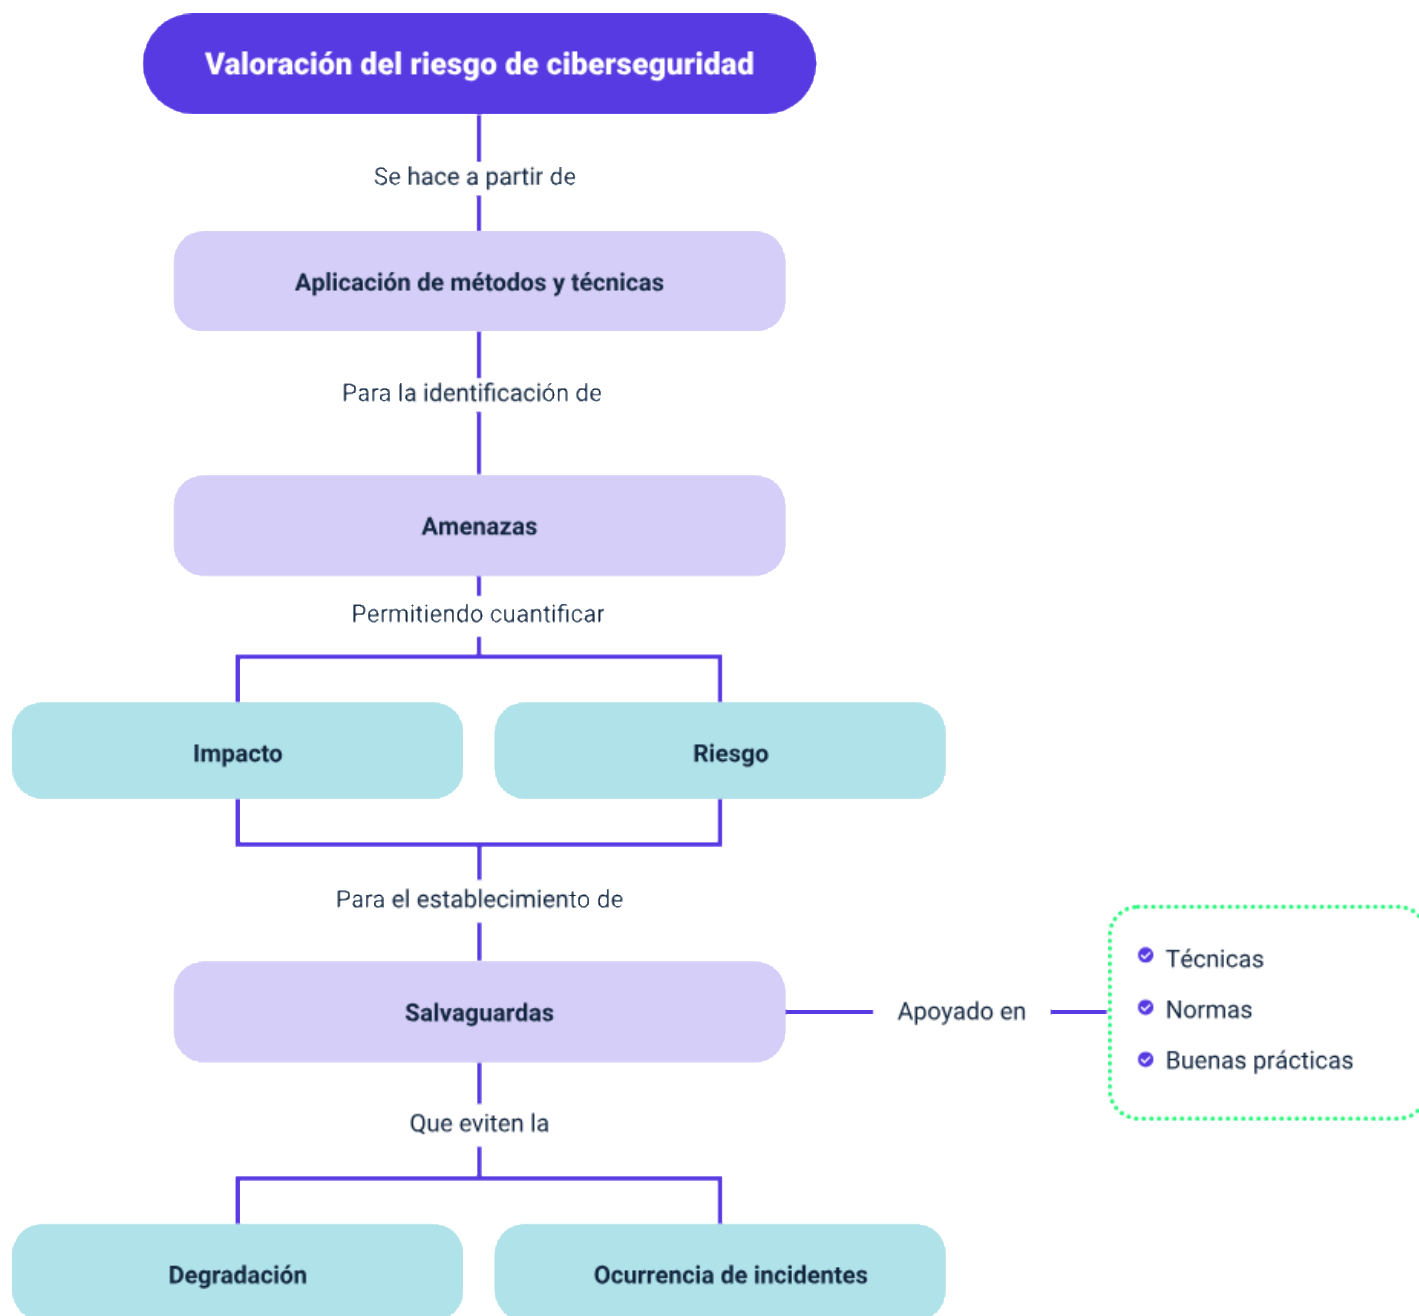 Valoración del riesgo de ciberseguridad
Se hace a partir de
Aplicación de métodos y técnicas
Para la identificación de
Amenazas
Permitiendo cuantificar
Impacto
Riesgo
Para el establecimiento de
Salvaguardas
Apoyado en
Técnicas
Normas
Buenas prácticas
Que eviten la
Degradación
Ocurrencia de incidentes